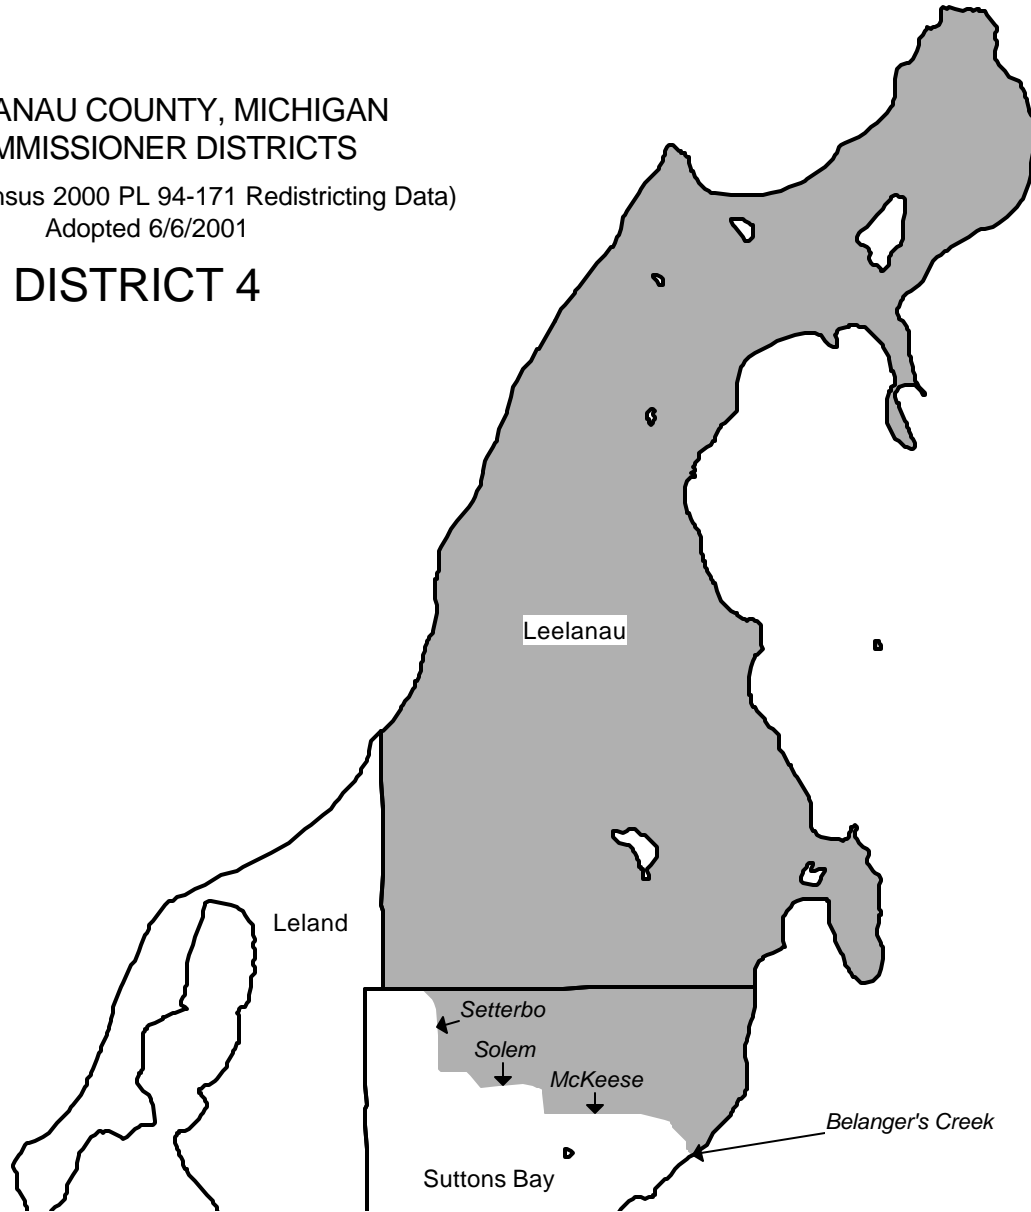 ANAU COUNTY, MICHIGAN
MMISSIONER DISTRICTS
nsus 2000 PL 94-171 Redistricting Data)
Adopted 6/6/2001
DISTRICT 4
Leelanau
Leland
Setterbo
Solem
McKeese
Belanger's Creek
Suttons Bay